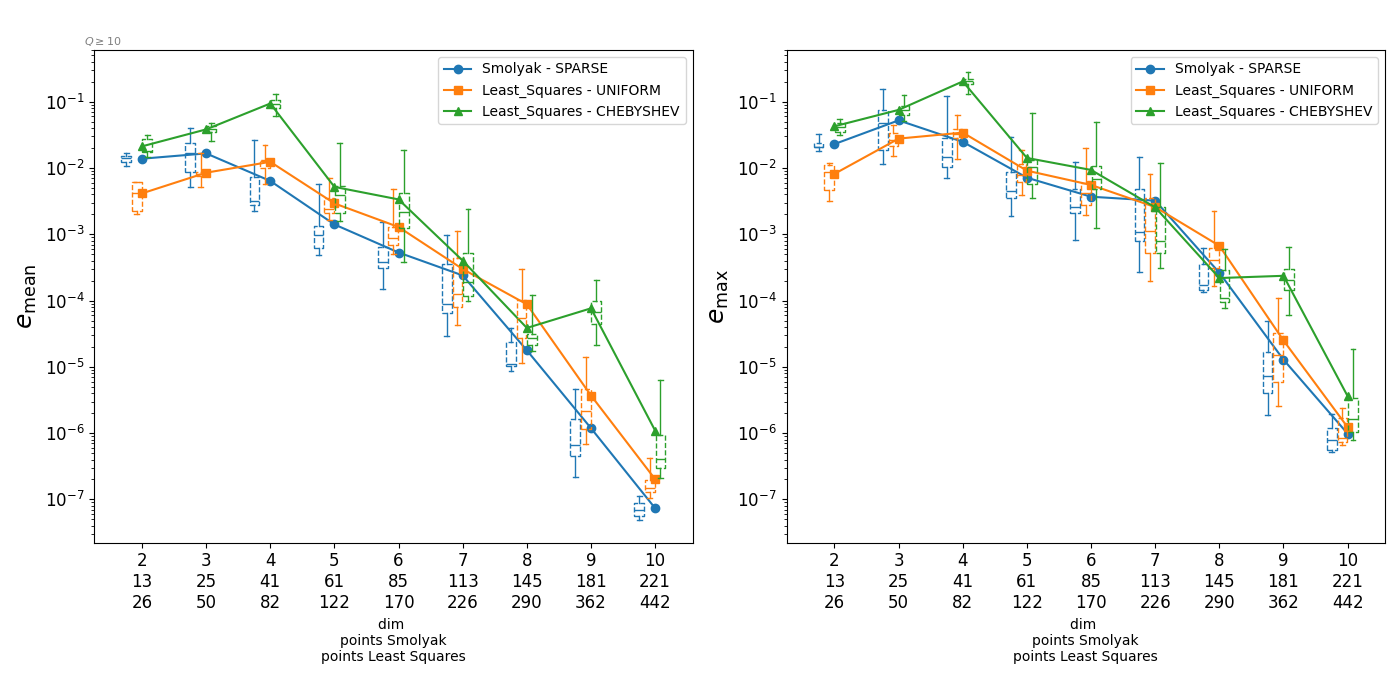 Q ≥ 10
Smolyak - SPARSE
Least_Squares - UNIFORM
Least_Squares - CHEBYSHEV
10⁻¹
10⁻²
10⁻³
10⁻⁴
10⁻⁵
10⁻⁶
10⁻⁷
e_mean
2 3 4 5 6 7 8 9 10
13 25 41 61 85 113 145 181 221
26 50 82 122 170 226 290 362 442
dim
points Smolyak
points Least Squares
Smolyak - SPARSE
Least_Squares - UNIFORM
Least_Squares - CHEBYSHEV
10⁻¹
10⁻²
10⁻³
10⁻⁴
10⁻⁵
10⁻⁶
10⁻⁷
e_max
2 3 4 5 6 7 8 9 10
13 25 41 61 85 113 145 181 221
26 50 82 122 170 226 290 362 442
dim
points Smolyak
points Least Squares